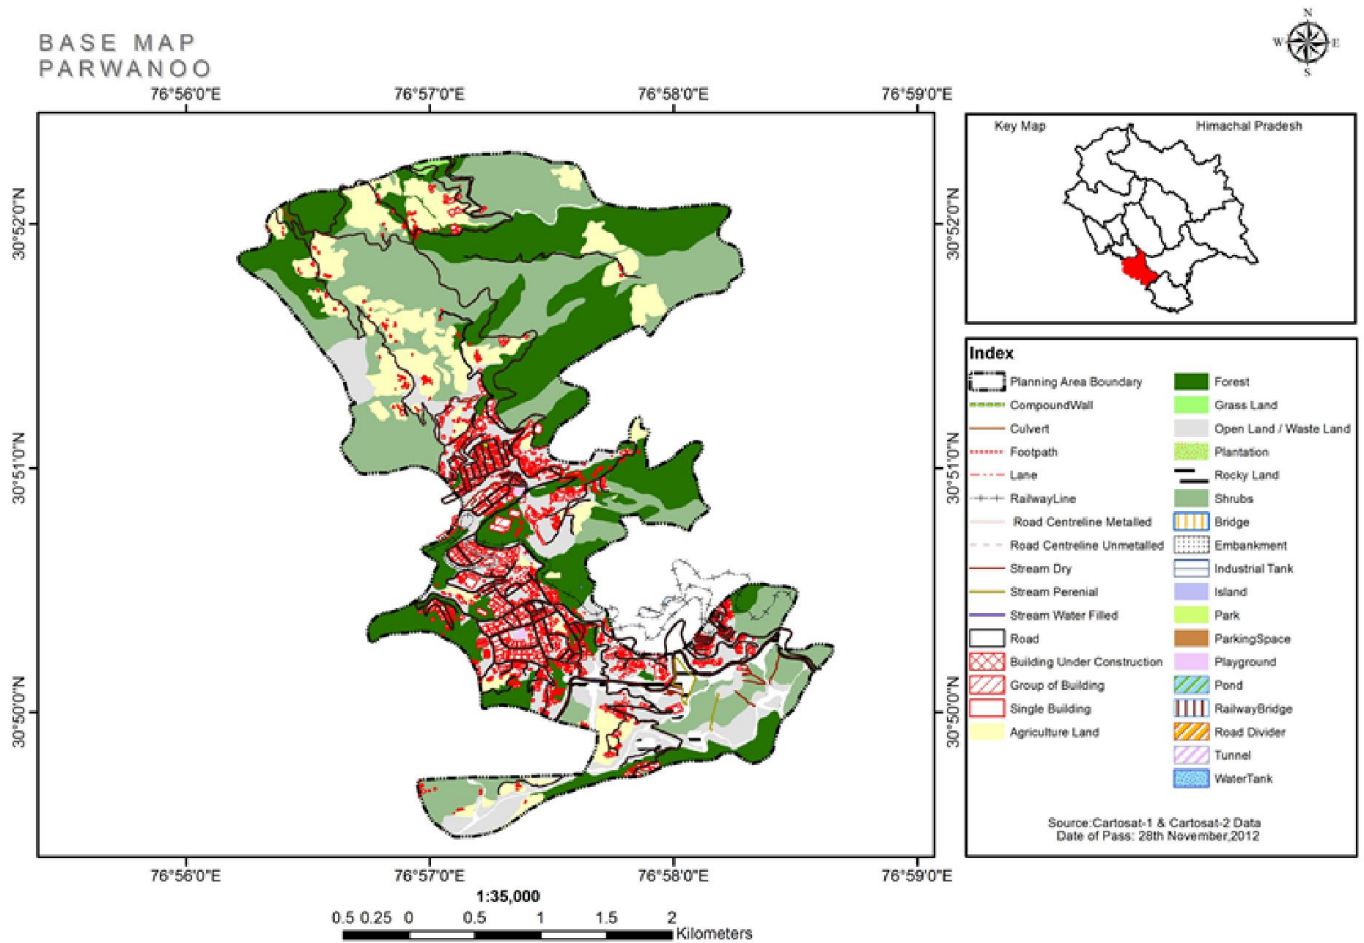 BASE MAP
PARWANOO
N
W E
S
76°56'0"E 76°57'0"E 76°58'0"E 76°59'0"E
30°52'0"N
30°51'0"N
30°50'0"N
30°52'0"N
30°51'0"N
30°50'0"N
76°56'0"E 76°57'0"E 76°58'0"E 76°59'0"E
1:35,000
0.5 0.25 0 0.5 1 1.5 2
Kilometers
Key Map Himachal Pradesh
Index
Planning Area Boundary
CompoundWall
Culvert
Footpath
Lane
RailwayLine
Road Centreline Metalled
Road Centreline Unmetalled
Stream Dry
Stream Perenial
Stream Water Filled
Road
Building Under Construction
Group of Building
Single Building
Agriculture Land
Forest
Grass Land
Open Land / Waste Land
Plantation
Rocky Land
Shrubs
Bridge
Embankment
Industrial Tank
Island
Park
ParkingSpace
Playground
Pond
RailwayBridge
Road Divider
Tunnel
WaterTank
Source:Cartosat-1 & Cartosat-2 Data
Date of Pass: 28th November,2012